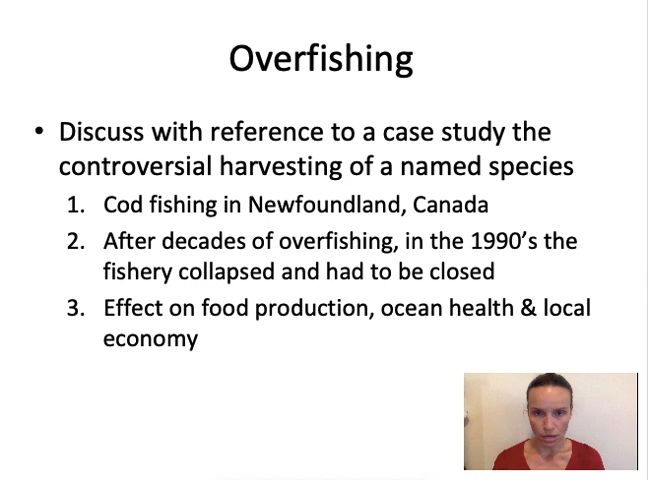 Overfishing
• Discuss with reference to a case study the
controversial harvesting of a named species
1. Cod fishing in Newfoundland, Canada
2. After decades of overfishing, in the 1990's the
fishery collapsed and had to be closed
3. Effect on food production, ocean health & local
economy